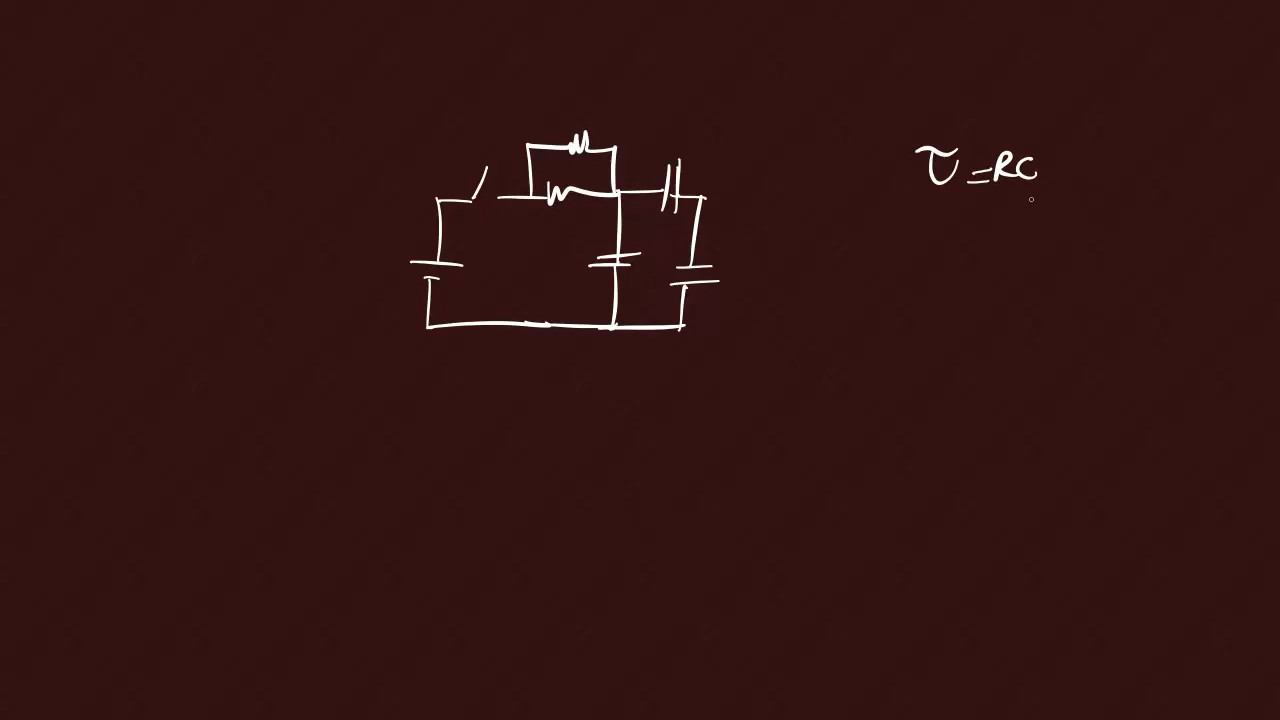 τ = RC